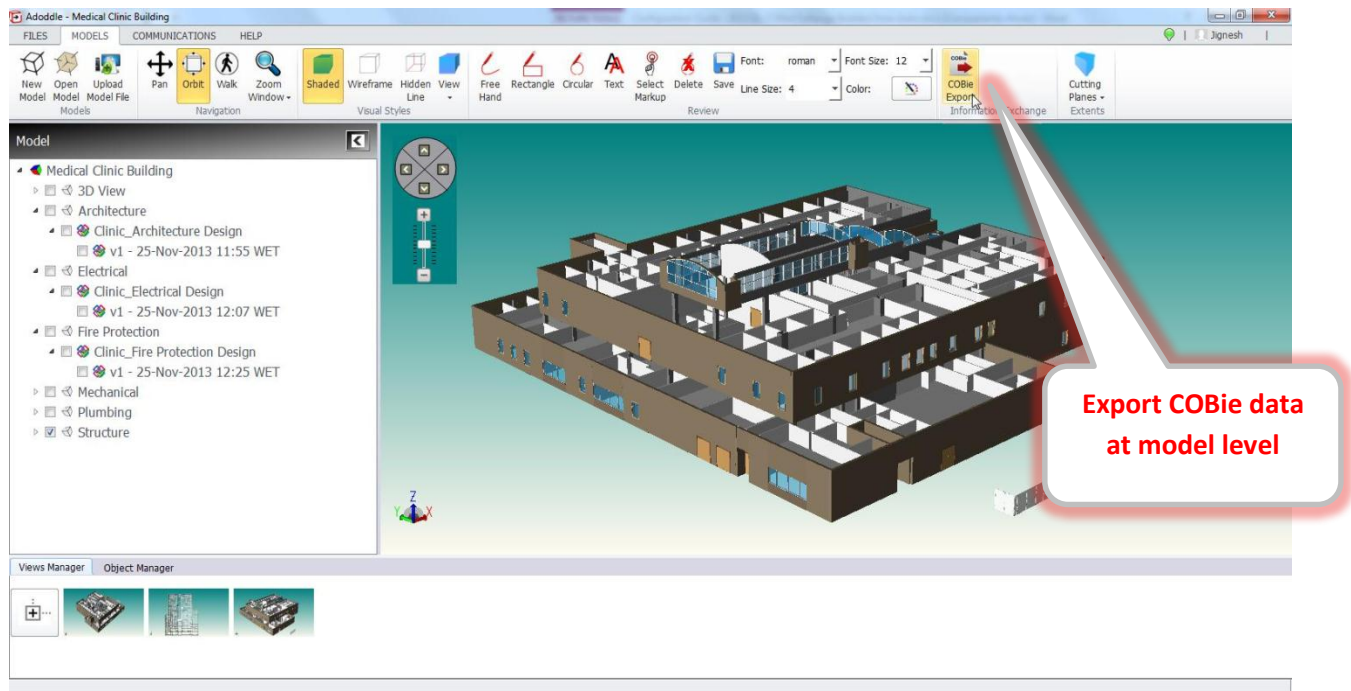 Adoddle - Medical Clinic Building
FILES MODELS COMMUNICATIONS HELP
Jignesh
New Model
Open Model
Upload Model File
Models
Pan
Orbit
Walk
Zoom Window
Navigation
Shaded
Wireframe
Hidden Line
View
Visual Styles
Free Hand
Rectangle
Circular
Text
Select Markup
Delete
Save
Font: roman
Font Size: 12
Line Size: 4
Color:
Review
COBie
COBie Export
Information Exchange
Cutting Planes
Extents
Model
Medical Clinic Building
3D View
Architecture
Clinic_Architecture Design
v1 - 25-Nov-2013 11:55 WET
Electrical
Clinic_Electrical Design
v1 - 25-Nov-2013 12:07 WET
Fire Protection
Clinic_Fire Protection Design
v1 - 25-Nov-2013 12:25 WET
Mechanical
Plumbing
Structure
Z
Y X
Export COBie data
at model level
Views Manager Object Manager